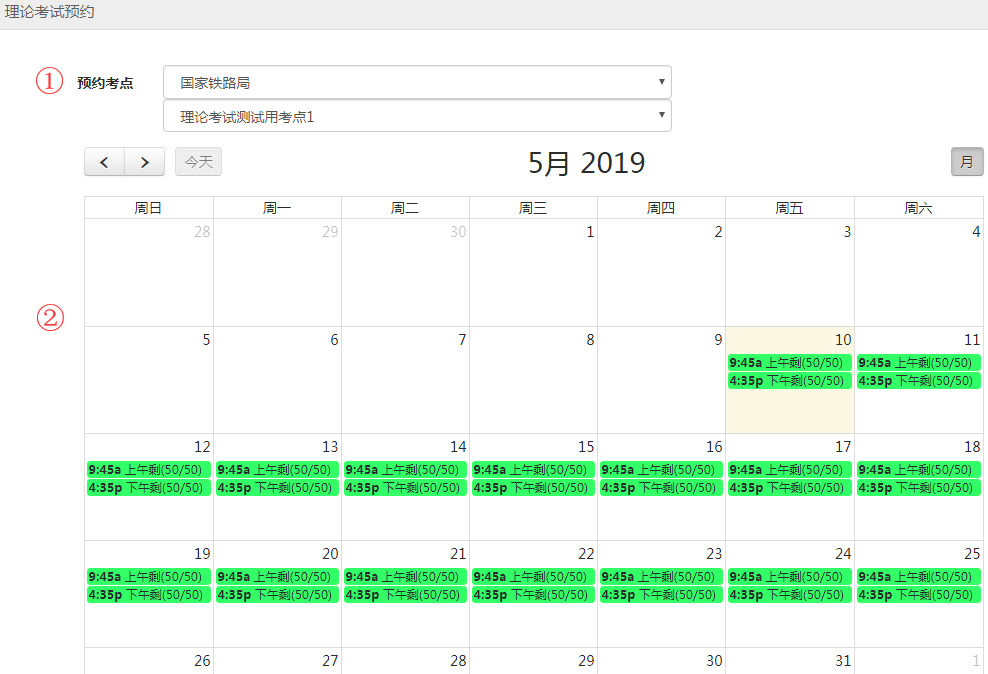 理论考试预约
① 预约考点 国家铁路局
理论考试测试用考点1
今天 5月 2019 月
周日 周一 周二 周三 周四 周五 周六
28 29 30 1 2 3 4
②
5 6 7 8 9 10 11
9:45a 上午剩(50/50) 9:45a 上午剩(50/50)
4:35p 下午剩(50/50) 4:35p 下午剩(50/50)
12 13 14 15 16 17 18
9:45a 上午剩(50/50) 9:45a 上午剩(50/50) 9:45a 上午剩(50/50) 9:45a 上午剩(50/50) 9:45a 上午剩(50/50) 9:45a 上午剩(50/50) 9:45a 上午剩(50/50)
4:35p 下午剩(50/50) 4:35p 下午剩(50/50) 4:35p 下午剩(50/50) 4:35p 下午剩(50/50) 4:35p 下午剩(50/50) 4:35p 下午剩(50/50) 4:35p 下午剩(50/50)
19 20 21 22 23 24 25
9:45a 上午剩(50/50) 9:45a 上午剩(50/50) 9:45a 上午剩(50/50) 9:45a 上午剩(50/50) 9:45a 上午剩(50/50) 9:45a 上午剩(50/50) 9:45a 上午剩(50/50)
4:35p 下午剩(50/50) 4:35p 下午剩(50/50) 4:35p 下午剩(50/50) 4:35p 下午剩(50/50) 4:35p 下午剩(50/50) 4:35p 下午剩(50/50) 4:35p 下午剩(50/50)
26 27 28 29 30 31 1